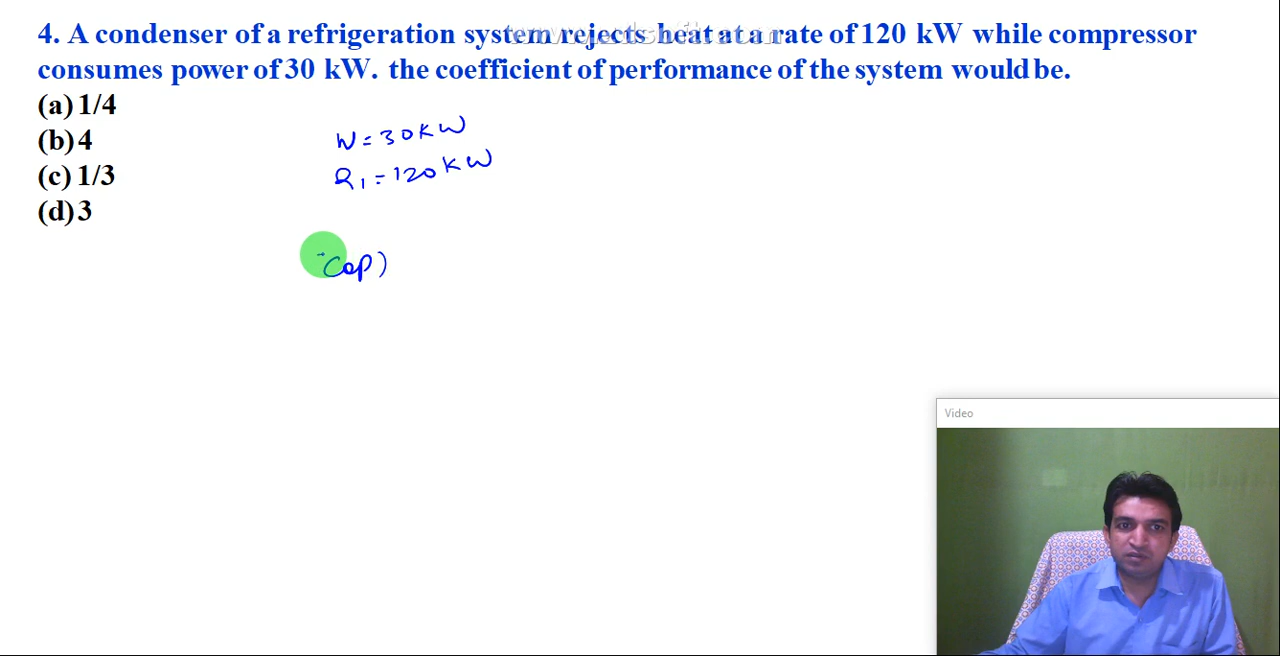 4. A condenser of a refrigeration system rejects heat at a rate of 120 kW while compressor
consumes power of 30 kW. the coefficient of performance of the system would be.
(a) 1/4
(b) 4
(c) 1/3
(d) 3
W = 30 KW
Q1 = 120 KW
(cop)
Video